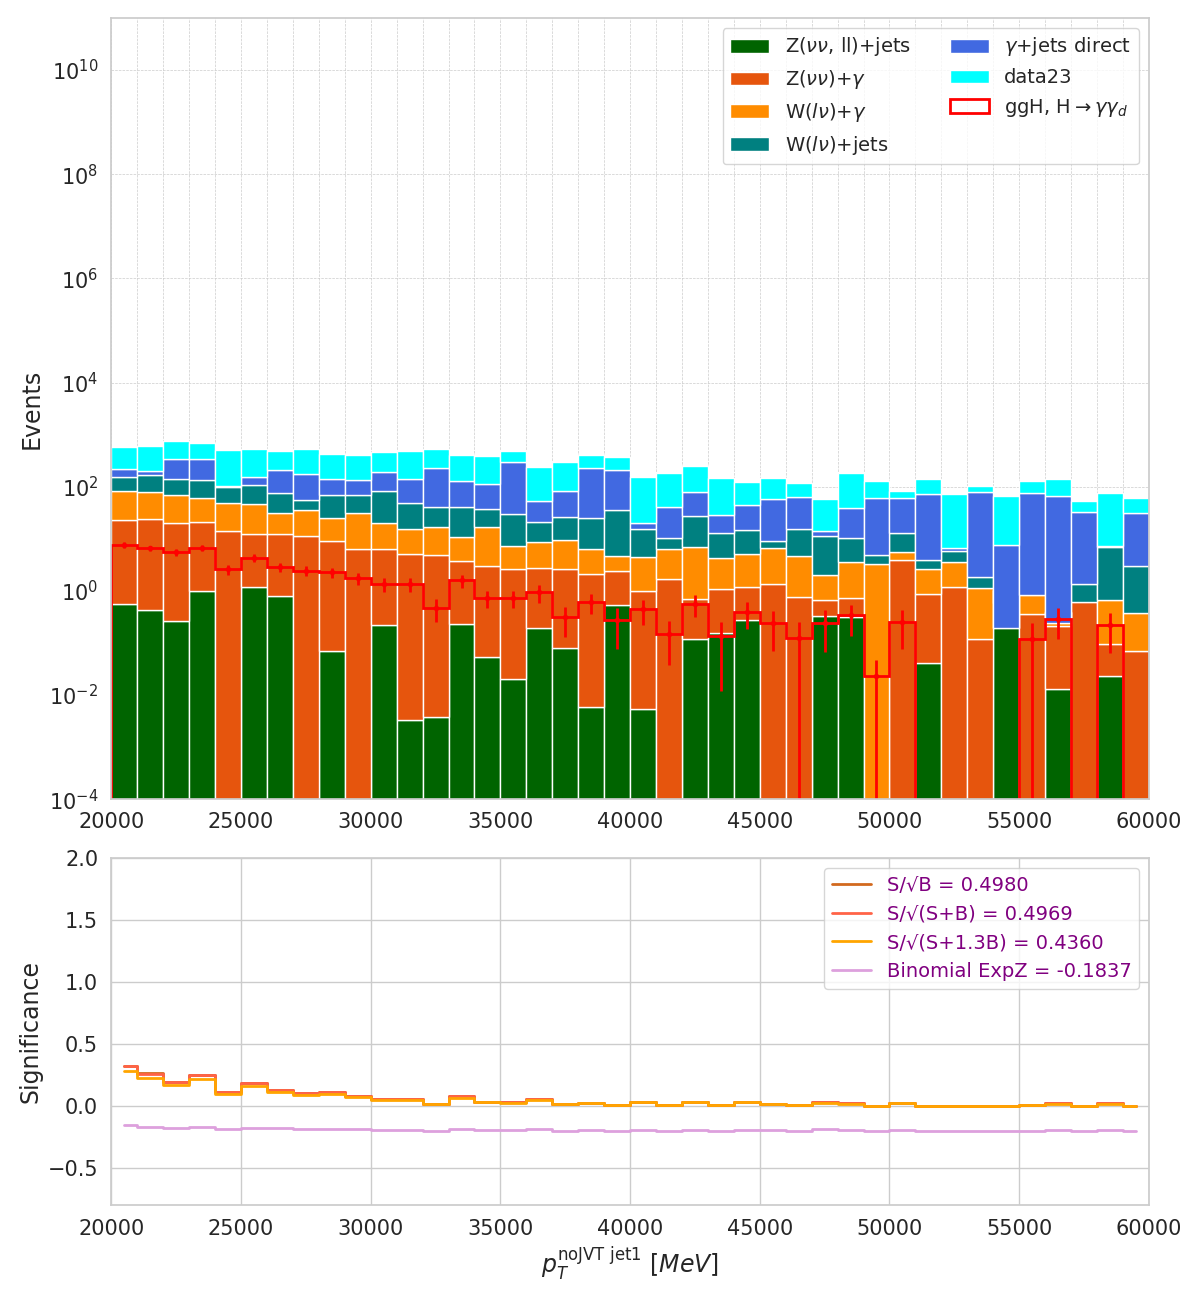 Z(νν, ll)+jets
Z(νν)+γ
W(lν)+γ
W(lν)+jets
γ+jets direct
data23
ggH, H→γγ_d
Events
10^10
10^8
10^6
10^4
10^2
10^0
10^−2
10^−4
20000 25000 30000 35000 40000 45000 50000 55000 60000
S/√B = 0.4980
S/√(S+B) = 0.4969
S/√(S+1.3B) = 0.4360
Binomial ExpZ = -0.1837
Significance
2.0
1.5
1.0
0.5
0.0
−0.5
20000 25000 30000 35000 40000 45000 50000 55000 60000
p_T^noJVT jet1 [MeV]